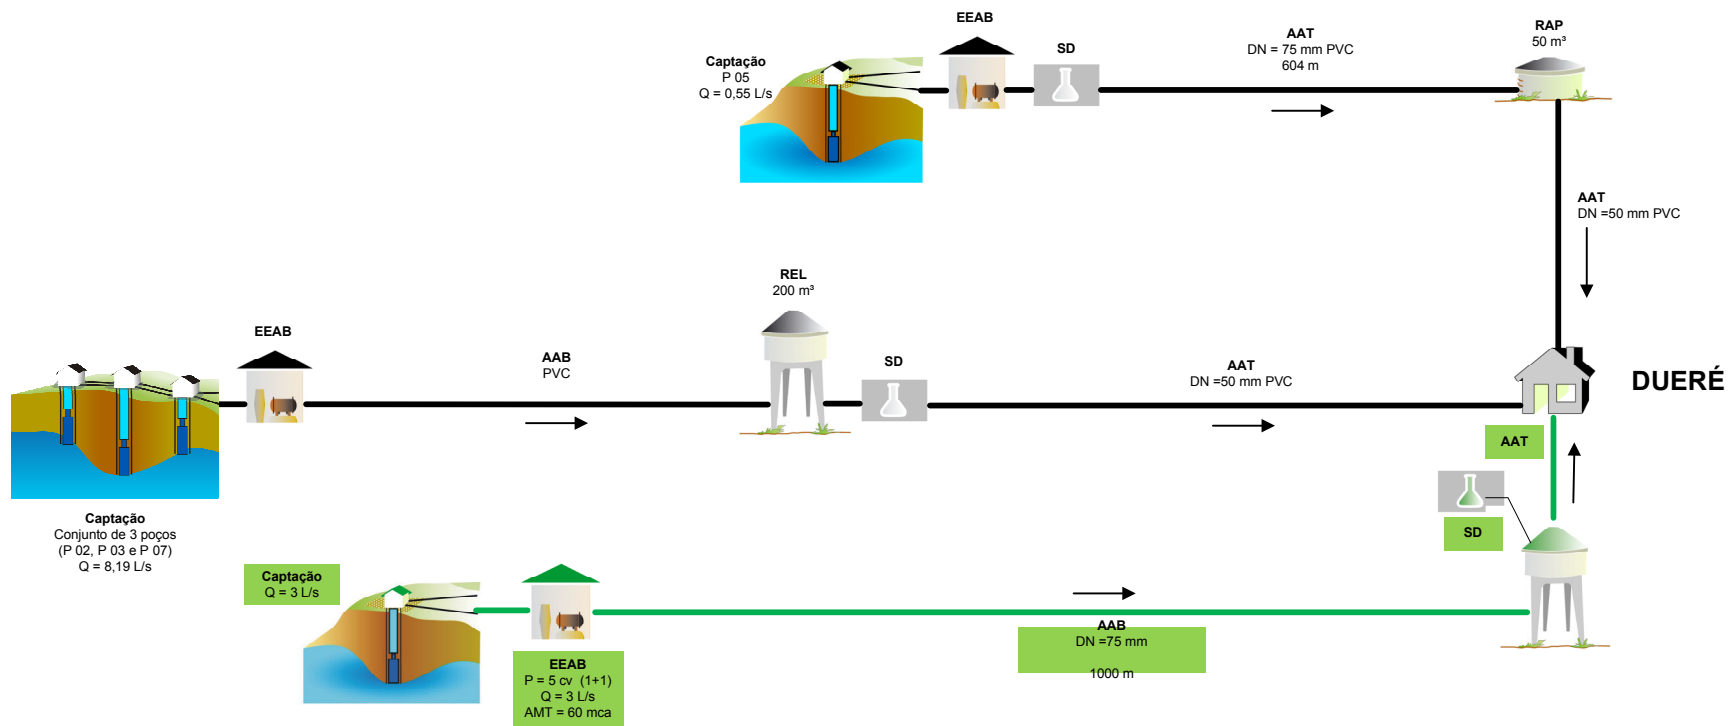 EEAB
Captação
P 05
Q = 0,55 L/s
SD
AAT
DN = 75 mm PVC
604 m
RAP
50 m³
AAT
DN =50 mm PVC
REL
200 m³
EEAB
AAB
PVC
SD
AAT
DN =50 mm PVC
DUERÉ
Captação
Conjunto de 3 poços
(P 02, P 03 e P 07)
Q = 8,19 L/s
AAT
SD
Captação
Q = 3 L/s
EEAB
P = 5 cv (1+1)
Q = 3 L/s
AMT = 60 mca
AAB
DN =75 mm
1000 m